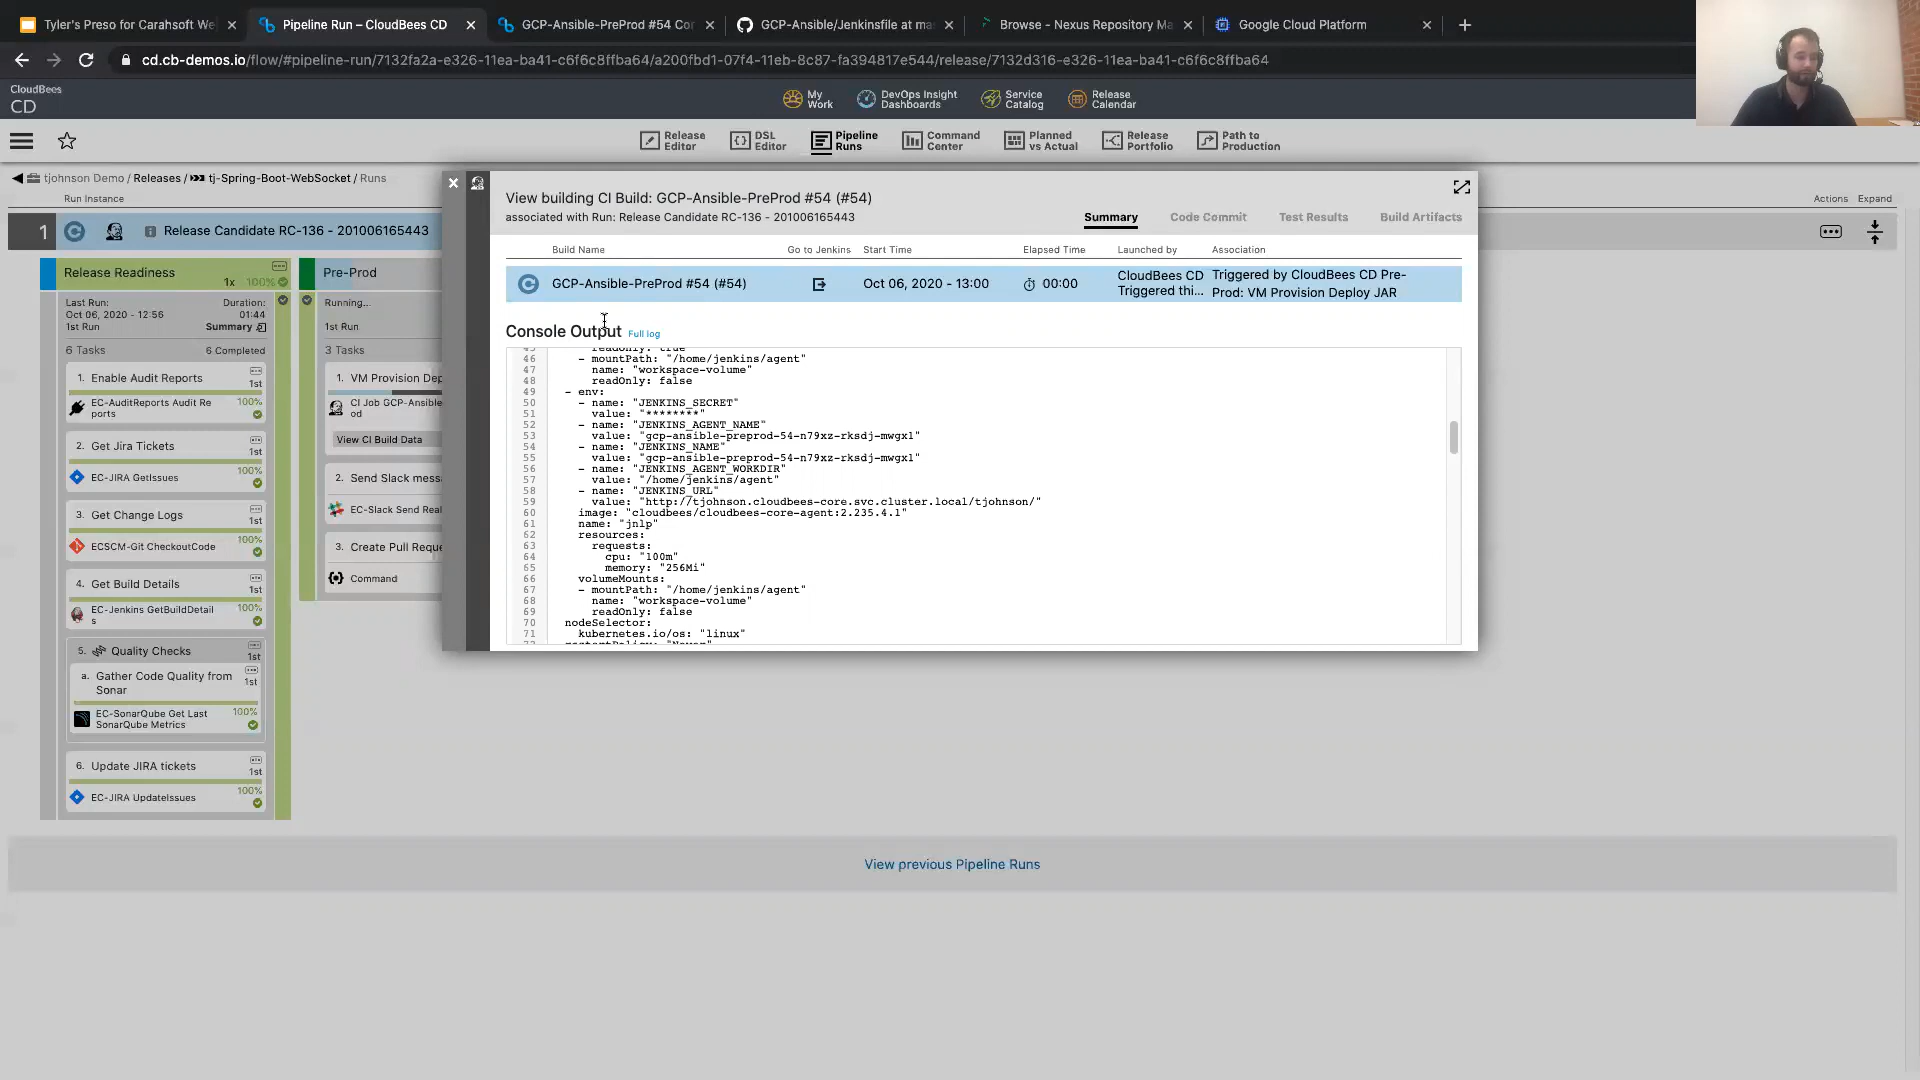 Tyler's Preso for Carahsoft We
Pipeline Run – CloudBees CD
GCP-Ansible-PreProd #54 Cor
GCP-Ansible/Jenkinsfile at ma
Browse - Nexus Repository Ma
Google Cloud Platform
cd.cb-demos.io/flow/#pipeline-run/7132fa2a-e326-11ea-ba41-c6f6c8ffba64/a200fbd1-07f4-11eb-8c87-fa394817e544/release/7132d316-e326-11ea-ba41-c6f6c8ffba64
CloudBees
CD
My
Work
DevOps Insight
Dashboards
Service
Catalog
Release
Calendar
Release
Editor
DSL
Editor
Pipeline
Runs
Command
Center
Planned
vs Actual
Release
Portfolio
Path to
Production
tjohnson Demo / Releases / tj-Spring-Boot-WebSocket / Runs
Run Instance
Actions Expand
1 Release Candidate RC-136 - 201006165443
Release Readiness
1x 100%
Last Run: Duration:
Oct 06, 2020 - 12:56 01:44
1st Run Summary
6 Tasks 6 Completed
1. Enable Audit Reports 1st
EC-AuditReports Audit Re
ports
100%
2. Get Jira Tickets 1st
EC-JIRA GetIssues 100%
3. Get Change Logs 1st
ECSCM-Git CheckoutCode 100%
4. Get Build Details 1st
EC-Jenkins GetBuildDetail
s
100%
5. Quality Checks 1st
a. Gather Code Quality from
Sonar
1st
EC-SonarQube Get Last
SonarQube Metrics
100%
6. Update JIRA tickets 1st
EC-JIRA UpdateIssues 100%
Pre-Prod
Running...
1st Run
3 Tasks
1. VM Provision Dep
CI Job GCP-Ansible
od
View CI Build Data
2. Send Slack mess
EC-Slack Send Real
3. Create Pull Reque
Command
View building CI Build: GCP-Ansible-PreProd #54 (#54)
associated with Run: Release Candidate RC-136 - 201006165443
Summary Code Commit Test Results Build Artifacts
Build Name Go to Jenkins Start Time Elapsed Time Launched by Association
GCP-Ansible-PreProd #54 (#54) Oct 06, 2020 - 13:00 00:00
CloudBees CD
Triggered thi...
Triggered by CloudBees CD Pre-
Prod: VM Provision Deploy JAR
Console Output Full log
45 readOnly: true
46 - mountPath: "/home/jenkins/agent"
47 name: "workspace-volume"
48 readOnly: false
49 - env:
50 - name: "JENKINS_SECRET"
51 value: "********"
52 - name: "JENKINS_AGENT_NAME"
53 value: "gcp-ansible-preprod-54-n79xz-rksdj-mwgx1"
54 - name: "JENKINS_NAME"
55 value: "gcp-ansible-preprod-54-n79xz-rksdj-mwgx1"
56 - name: "JENKINS_AGENT_WORKDIR"
57 value: "/home/jenkins/agent"
58 - name: "JENKINS_URL"
59 value: "http://tjohnson.cloudbees-core.svc.cluster.local/tjohnson/"
60 image: "cloudbees/cloudbees-core-agent:2.235.4.1"
61 name: "jnlp"
62 resources:
63 requests:
64 cpu: "100m"
65 memory: "256Mi"
66 volumeMounts:
67 - mountPath: "/home/jenkins/agent"
68 name: "workspace-volume"
69 readOnly: false
70 nodeSelector:
71 kubernetes.io/os: "linux"
72 restartPolicy: "Never"
View previous Pipeline Runs